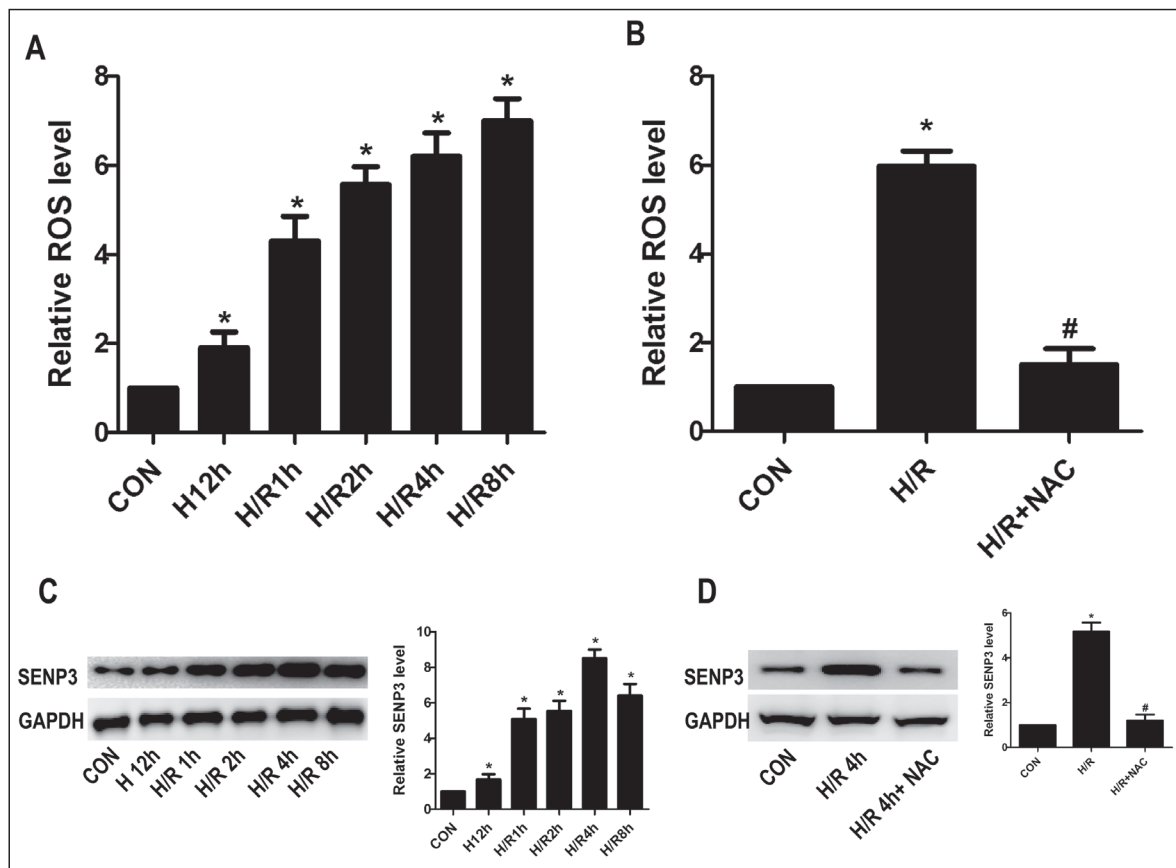 A
Relative ROS level
8
6
4
2
0
*
*
*
*
*
CON
H12h
H/R1h
H/R2h
H/R4h
H/R8h
B
Relative ROS level
8
6
4
2
0
*
#
CON
H/R
H/R+NAC
C
SENP3
GAPDH
CON
H 12h
H/R 1h
H/R 2h
H/R 4h
H/R 8h
Relative SENP3 level
10
8
6
4
2
0
*
*
*
*
*
CON
H12h
H/R1h
H/R2h
H/R4h
H/R8h
D
SENP3
GAPDH
CON
H/R 4h
H/R 4h+ NAC
Relative SENP3 level
6
4
2
0
*
#
CON
H/R
H/R+NAC